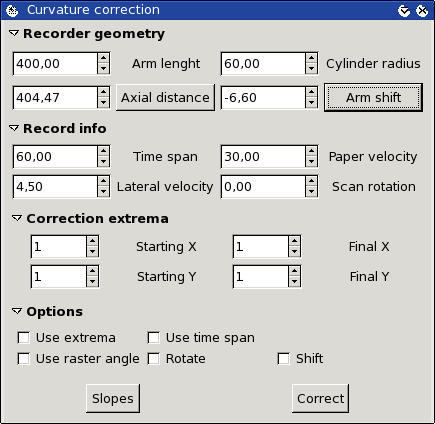 Curvature correction
Recorder geometry
400,00 Arm lenght 60,00 Cylinder radius
404,47 Axial distance -6,60 Arm shift
Record info
60,00 Time span 30,00 Paper velocity
4,50 Lateral velocity 0,00 Scan rotation
Correction extrema
1 Starting X 1 Final X
1 Starting Y 1 Final Y
Options
Use extrema Use time span
Use raster angle Rotate Shift
Slopes Correct